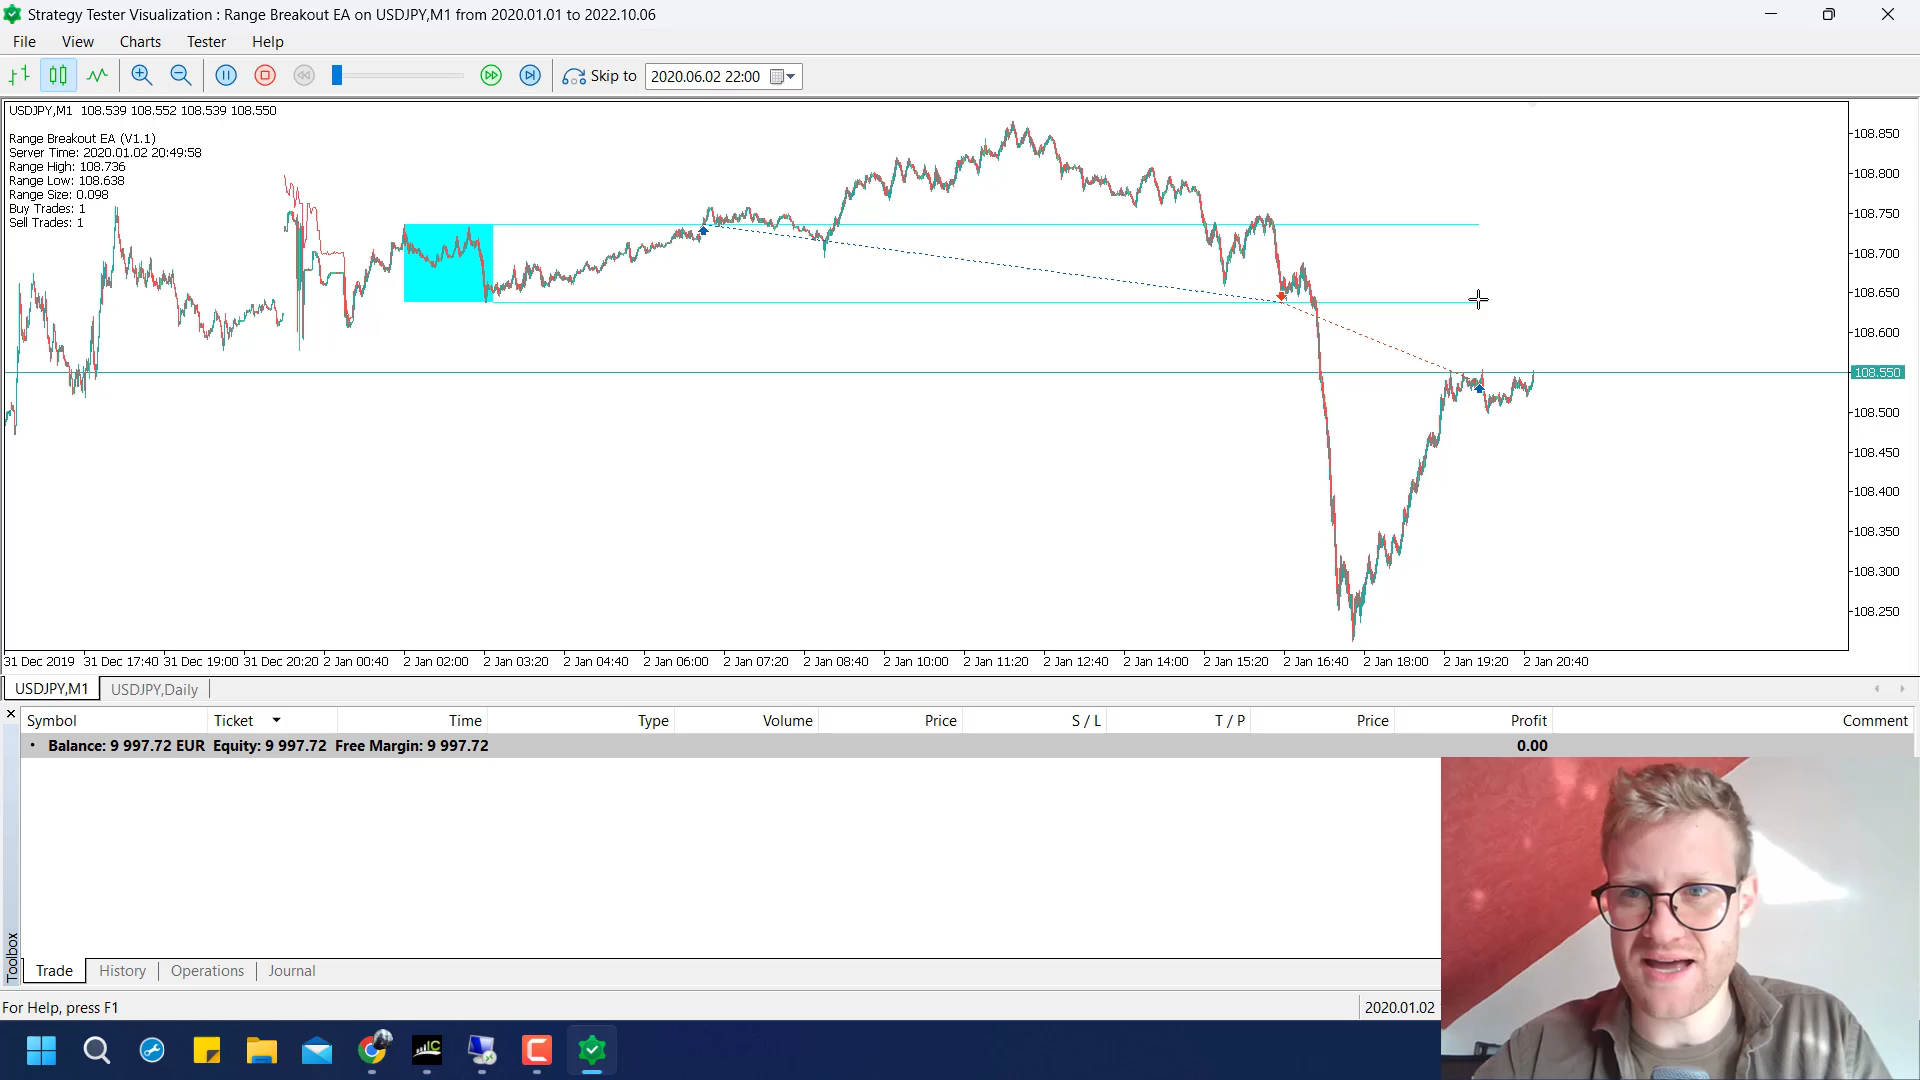 Strategy Tester Visualization : Range Breakout EA on USDJPY,M1 from 2020.01.01 to 2022.10.06
File View Charts Tester Help
Skip to 2020.06.02 22:00
USDJPY,M1 108.539 108.552 108.539 108.550
Range Breakout EA (V1.1)
Server Time: 2020.01.02 20:49:58
Range High: 108.736
Range Low: 108.638
Range Size: 0.098
Buy Trades: 1
Sell Trades: 1
108.850
108.800
108.750
108.700
108.650
108.600
108.550
108.500
108.450
108.400
108.350
108.300
108.250
31 Dec 2019 31 Dec 17:40 31 Dec 19:00 31 Dec 20:20 2 Jan 00:40 2 Jan 02:00 2 Jan 03:20 2 Jan 04:40 2 Jan 06:00 2 Jan 07:20 2 Jan 08:40 2 Jan 10:00 2 Jan 11:20 2 Jan 12:40 2 Jan 14:00 2 Jan 15:20 2 Jan 16:40 2 Jan 18:00 2 Jan 19:20 2 Jan 20:40
USDJPY,M1 USDJPY,Daily
Symbol Ticket Time Type Volume Price S / L T / P Price Profit Comment
Balance: 9 997.72 EUR Equity: 9 997.72 Free Margin: 9 997.72 0.00
Toolbox
Trade History Operations Journal
For Help, press F1 2020.01.02
IC